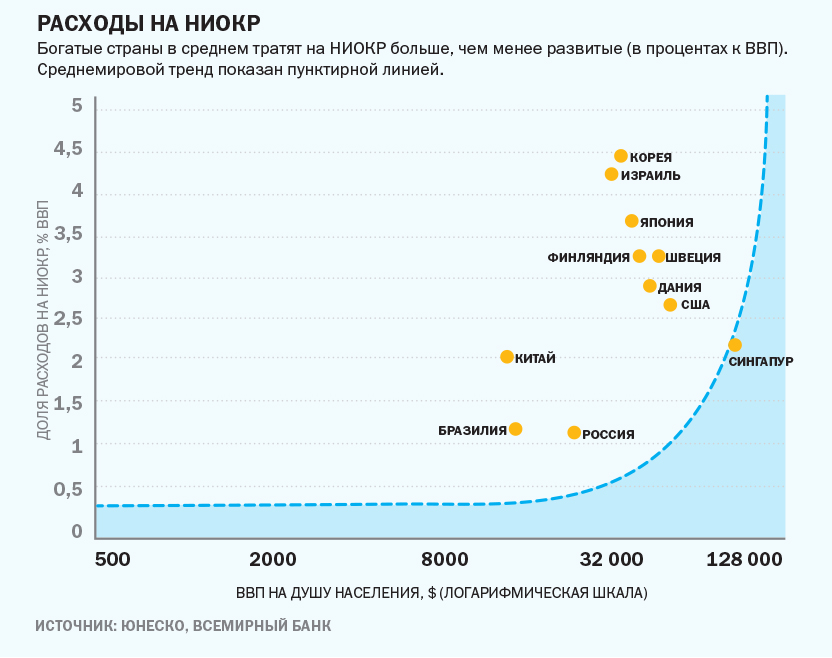 РАСХОДЫ НА НИОКР
Богатые страны в среднем тратят на НИОКР больше, чем менее развитые (в процентах к ВВП).
Среднемировой тренд показан пунктирной линией.
ДОЛЯ РАСХОДОВ НА НИОКР, % ВВП
5
4,5
4
3,5
3
2,5
2
1,5
1
0,5
0
КОРЕЯ
ИЗРАИЛЬ
ЯПОНИЯ
ФИНЛЯНДИЯ
ШВЕЦИЯ
ДАНИЯ
США
СИНГАПУР
КИТАЙ
БРАЗИЛИЯ
РОССИЯ
500
2000
8000
32 000
128 000
ВВП НА ДУШУ НАСЕЛЕНИЯ, $ (ЛОГАРИФМИЧЕСКАЯ ШКАЛА)
ИСТОЧНИК: ЮНЕСКО, ВСЕМИРНЫЙ БАНК